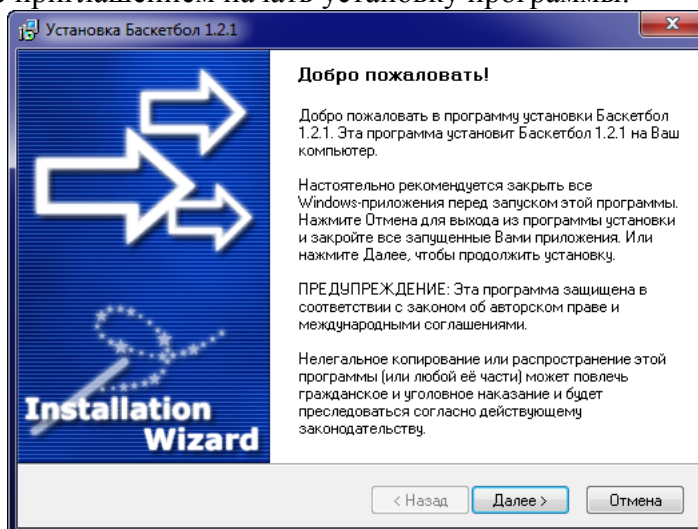 приглашением начать установку программы.
Установка Баскетбол 1.2.1
Добро пожаловать!
Добро пожаловать в программу установки Баскетбол
1.2.1. Эта программа установит Баскетбол 1.2.1 на Ваш
компьютер.
Настоятельно рекомендуется закрыть все
Windows-приложения перед запуском этой программы.
Нажмите Отмена для выхода из программы установки
и закройте все запущенные Вами приложения. Или
нажмите Далее, чтобы продолжить установку.
ПРЕДУПРЕЖДЕНИЕ: Эта программа защищена в
соответствии с законом об авторском праве и
международными соглашениями.
Нелегальное копирование или распространение этой
программы (или любой её части) может повлечь
гражданское и уголовное наказание и будет
преследоваться согласно действующему
законодательству.
Installation
Wizard
< Назад
Далее >
Отмена